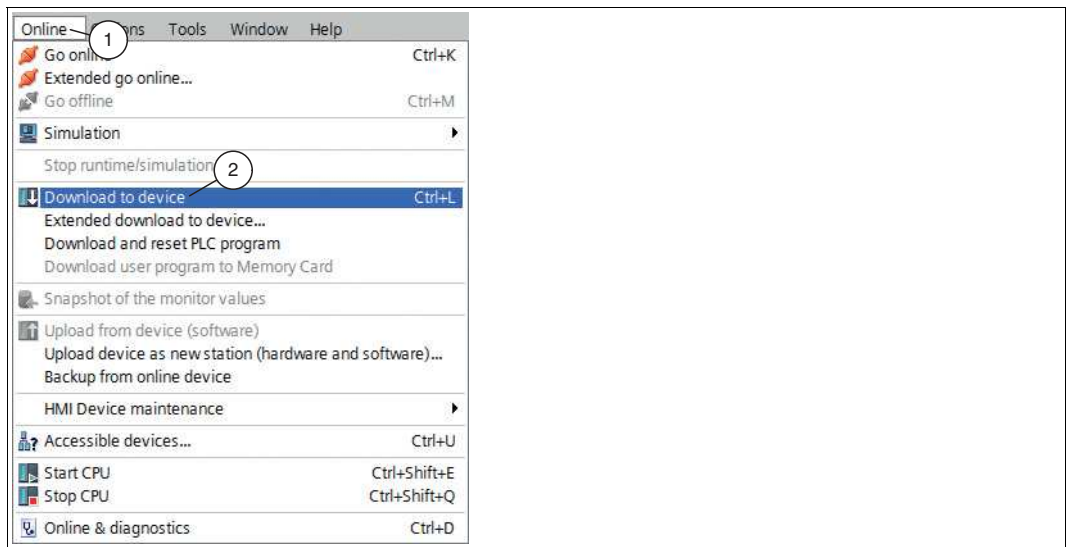 Online Options Tools Window Help
1
Go online Ctrl+K
Extended go online...
Go offline Ctrl+M
Simulation
Stop runtime/simulation
2
Download to device Ctrl+L
Extended download to device...
Download and reset PLC program
Download user program to Memory Card
Snapshot of the monitor values
Upload from device (software)
Upload device as new station (hardware and software)...
Backup from online device
HMI Device maintenance
Accessible devices... Ctrl+U
Start CPU Ctrl+Shift+E
Stop CPU Ctrl+Shift+Q
Online & diagnostics Ctrl+D